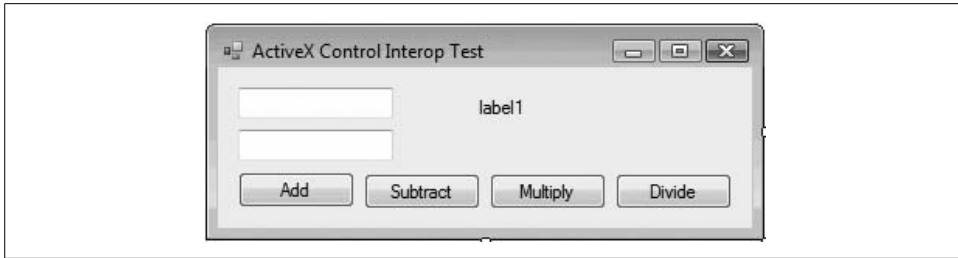 ActiveX Control Interop Test
label1
Add Subtract Multiply Divide